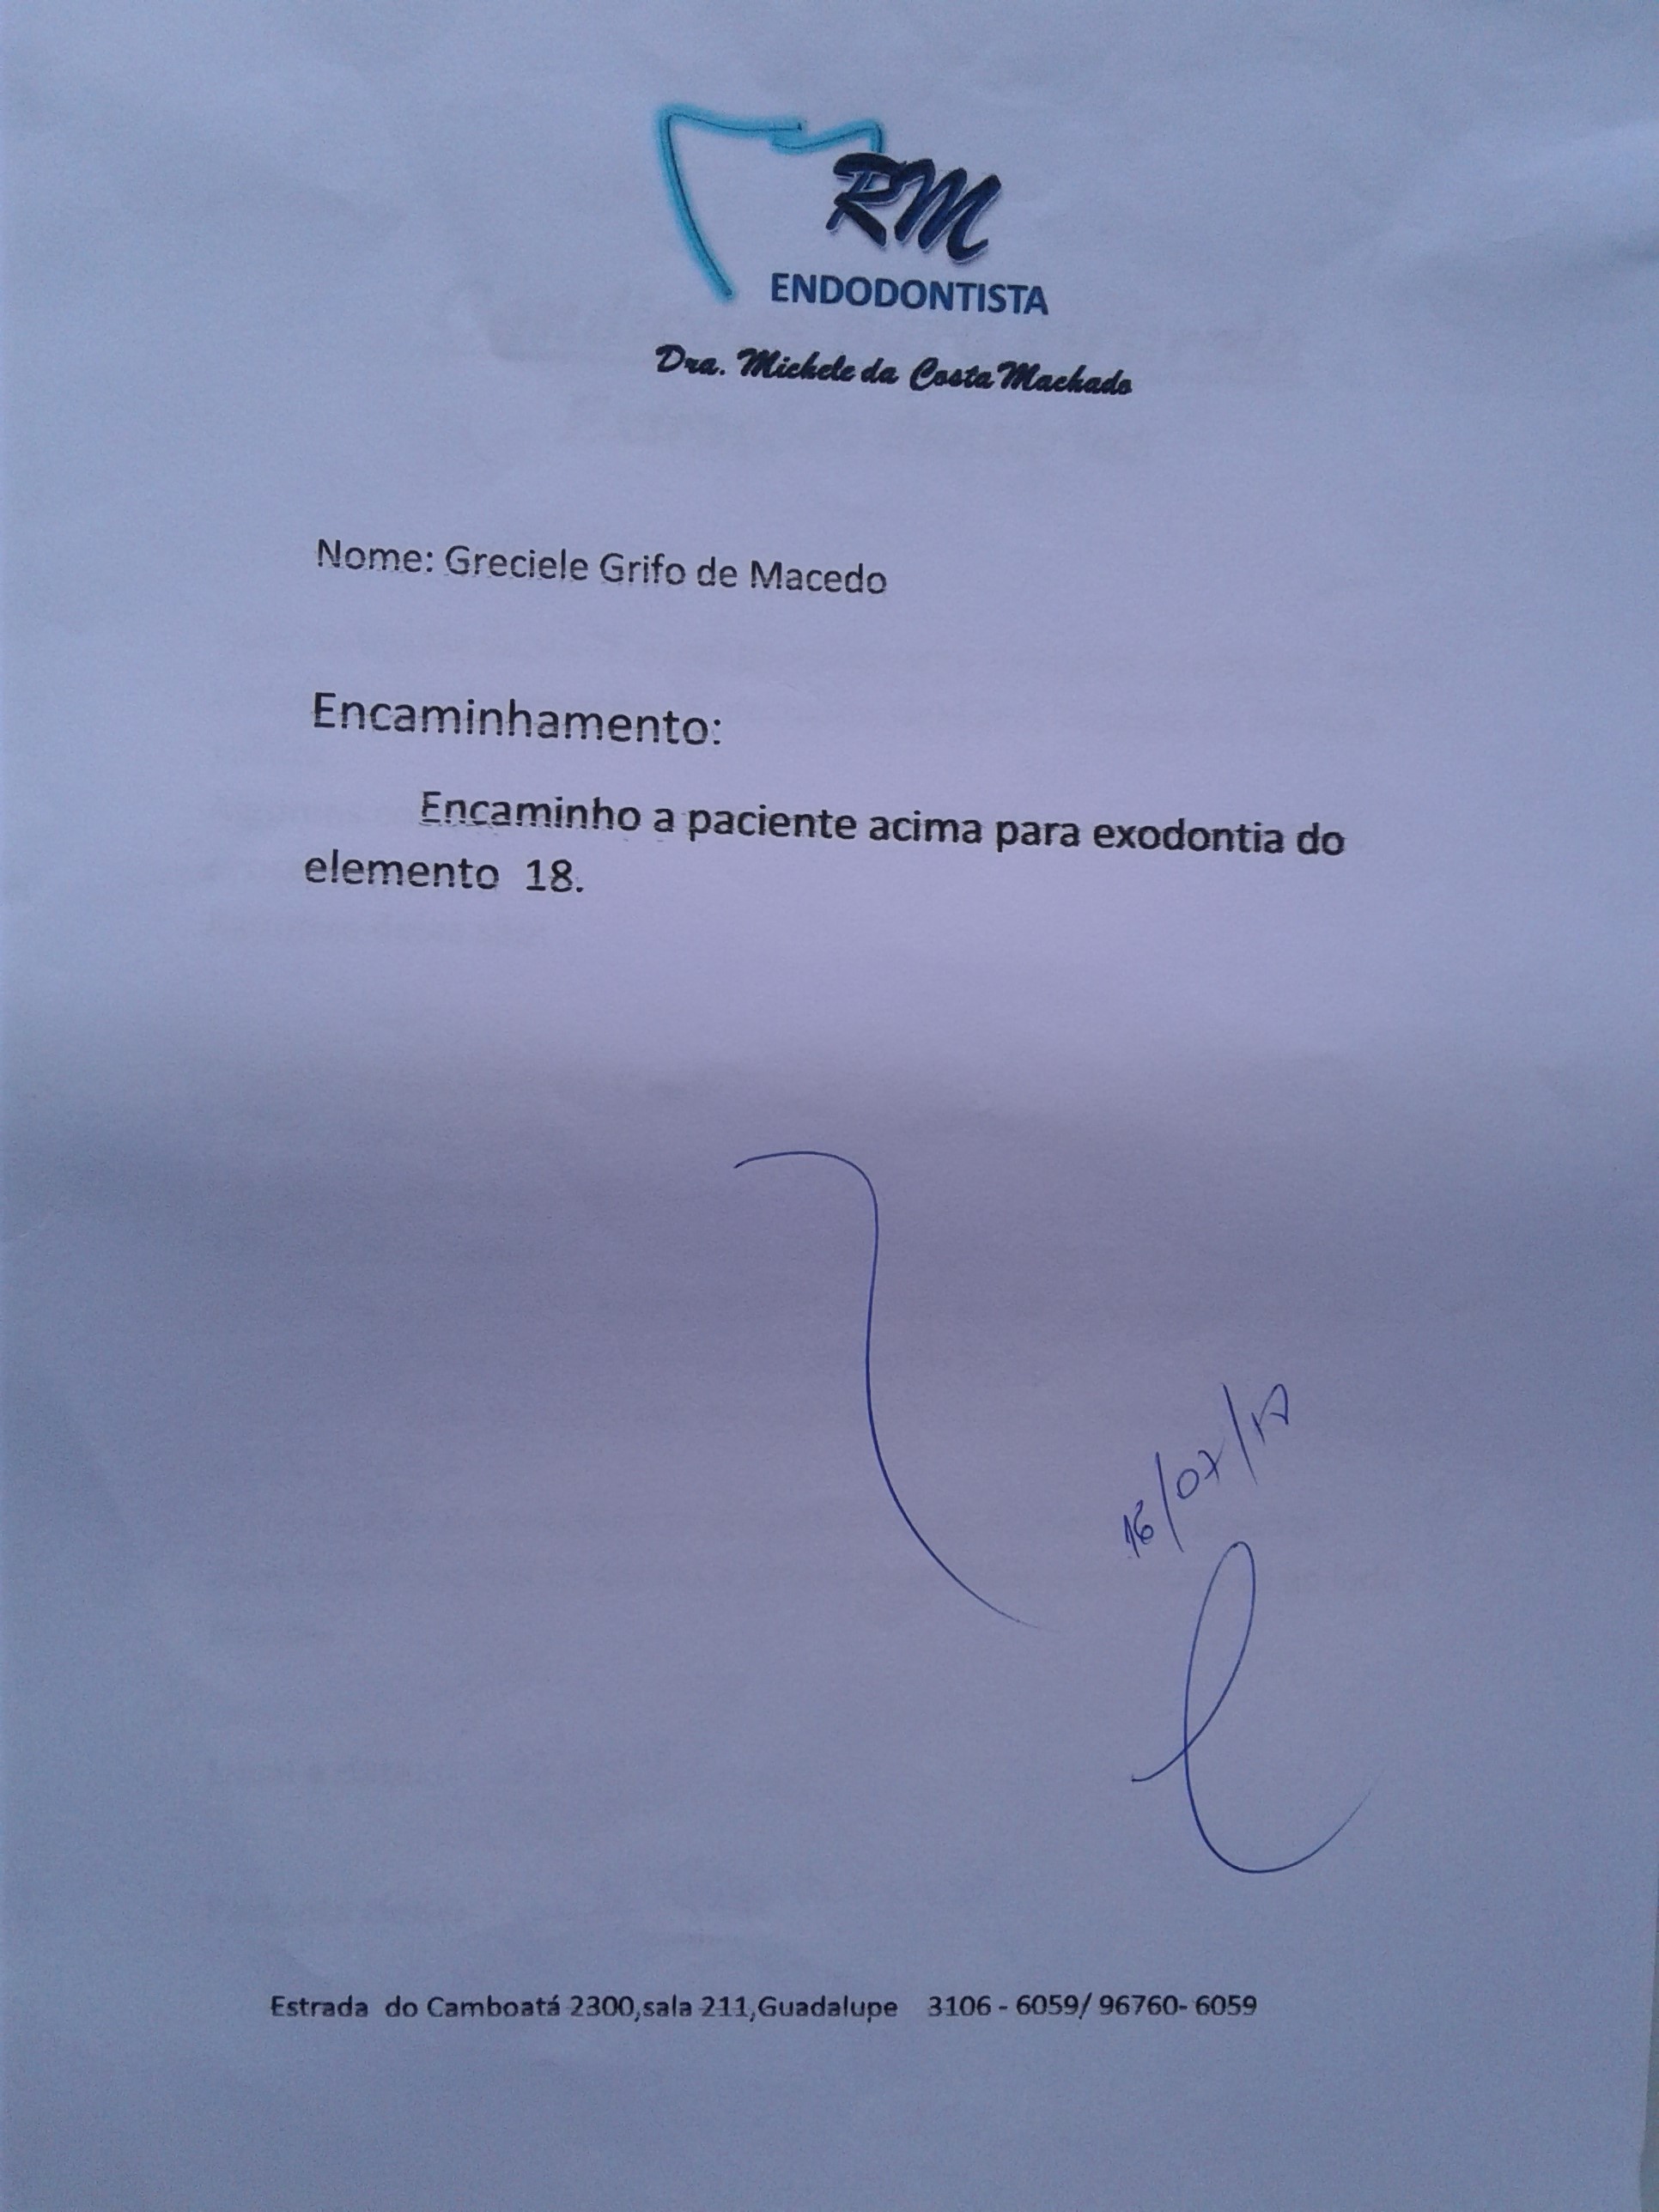 RM
ENDODONTISTA
Dra. Michele da Costa Machado
Nome: Greciele Grifo de Macedo
Encaminhamento:
Encaminho a paciente acima para exodontia do
elemento 18.
16/07/17
Estrada do Camboatá 2300,sala 211,Guadalupe 3106 - 6059/ 96760- 6059